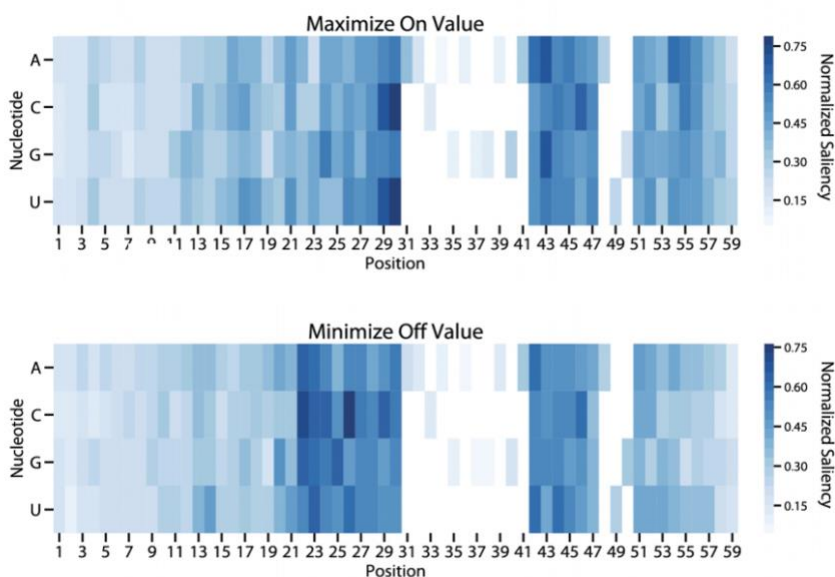 Maximize On Value
A
C
G
U
Nucleotide
1 3 5 7 11 13 15 17 19 21 23 25 27 29 31 33 35 37 39 41 43 45 47 49 51 53 55 57 59
Position
0.75
0.60
0.45
0.30
0.15
Normalized Saliency
Minimize Off Value
A
C
G
U
Nucleotide
1 3 5 7 9 11 13 15 17 19 21 23 25 27 29 31 33 35 37 39 41 43 45 47 49 51 53 55 57 59
Position
0.75
0.60
0.45
0.30
0.15
Normalized Saliency